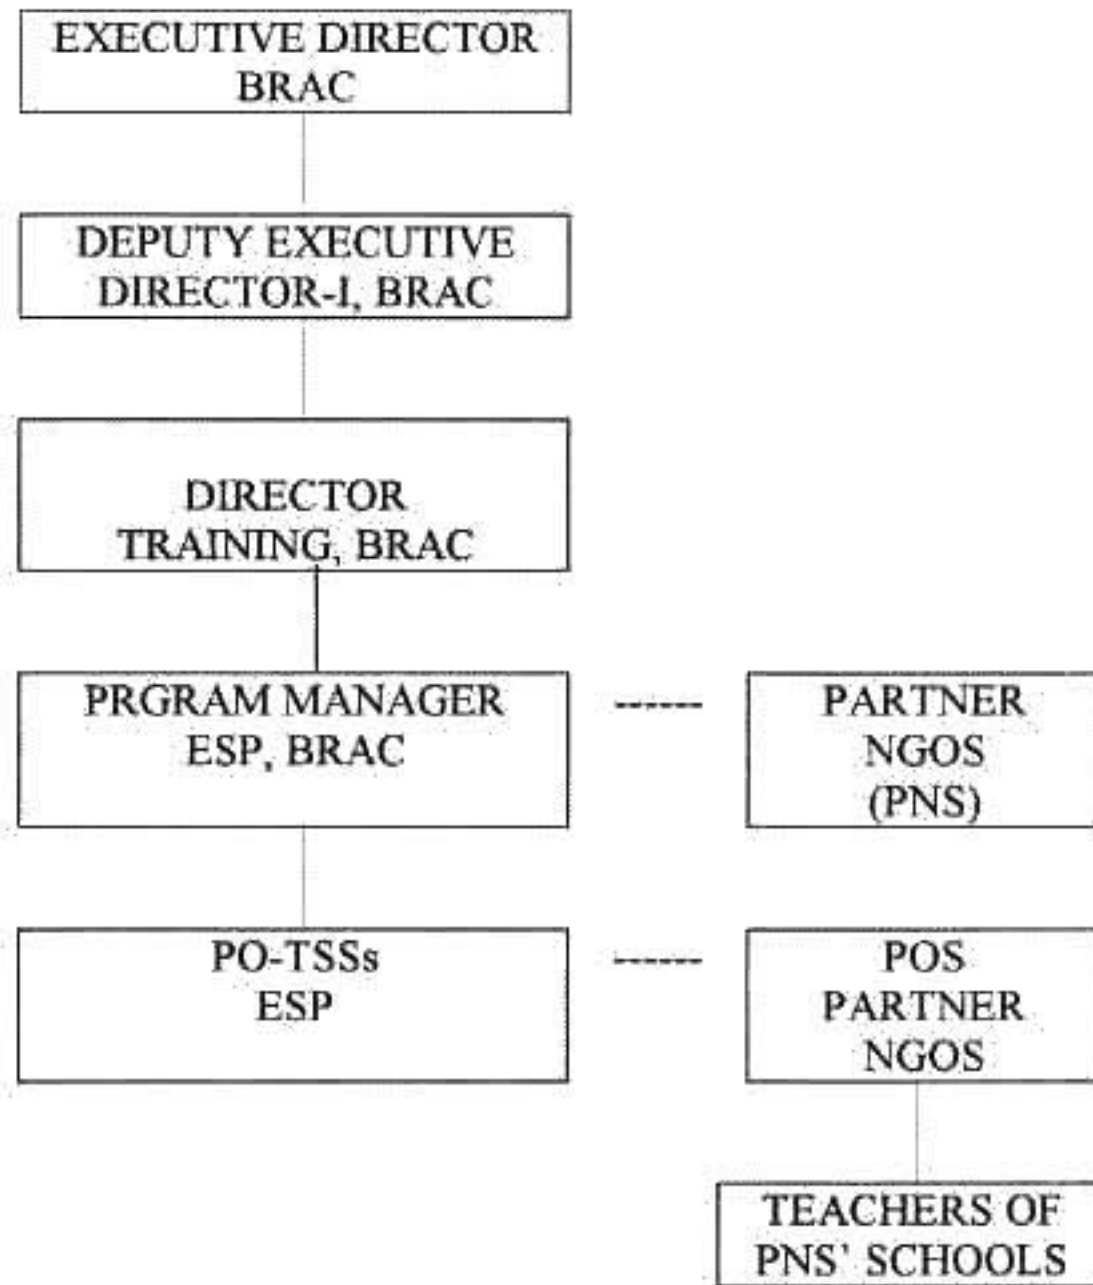 EXECUTIVE DIRECTOR
BRAC
DEPUTY EXECUTIVE
DIRECTOR-I, BRAC
DIRECTOR
TRAINING, BRAC
PRGRAM MANAGER
ESP, BRAC
PARTNER
NGOS
(PNS)
PO-TSSs
ESP
POS
PARTNER
NGOS
TEACHERS OF
PNS' SCHOOLS